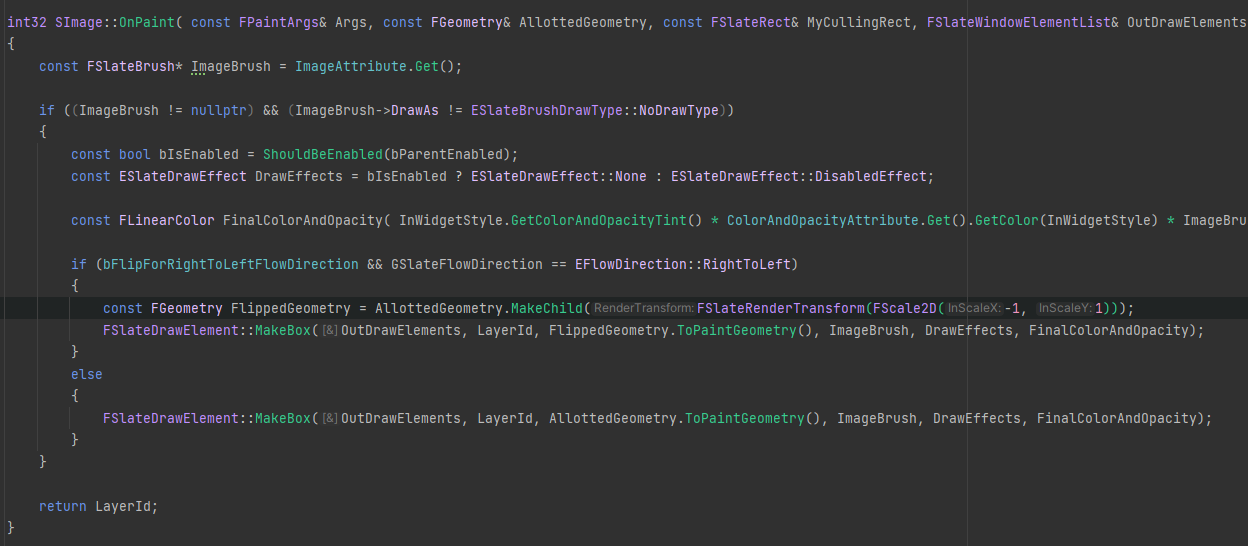 int32 SImage::OnPaint( const FPaintArgs& Args, const FGeometry& AllottedGeometry, const FSlateRect& MyCullingRect, FSlateWindowElementList& OutDrawElements
{
const FSlateBrush* ImageBrush = ImageAttribute.Get();
if ((ImageBrush != nullptr) && (ImageBrush->DrawAs != ESlateBrushDrawType::NoDrawType))
{
const bool bIsEnabled = ShouldBeEnabled(bParentEnabled);
const ESlateDrawEffect DrawEffects = bIsEnabled ? ESlateDrawEffect::None : ESlateDrawEffect::DisabledEffect;
const FLinearColor FinalColorAndOpacity( InWidgetStyle.GetColorAndOpacityTint() * ColorAndOpacityAttribute.Get().GetColor(InWidgetStyle) * ImageBru
if (bFlipForRightToLeftFlowDirection && GSlateFlowDirection == EFlowDirection::RightToLeft)
{
const FGeometry FlippedGeometry = AllottedGeometry.MakeChild( RenderTransform: FSlateRenderTransform(FScale2D( InScaleX: -1, InScaleY: 1)));
FSlateDrawElement::MakeBox( [&] OutDrawElements, LayerId, FlippedGeometry.ToPaintGeometry(), ImageBrush, DrawEffects, FinalColorAndOpacity);
}
else
{
FSlateDrawElement::MakeBox( [&] OutDrawElements, LayerId, AllottedGeometry.ToPaintGeometry(), ImageBrush, DrawEffects, FinalColorAndOpacity);
}
}
return LayerId;
}